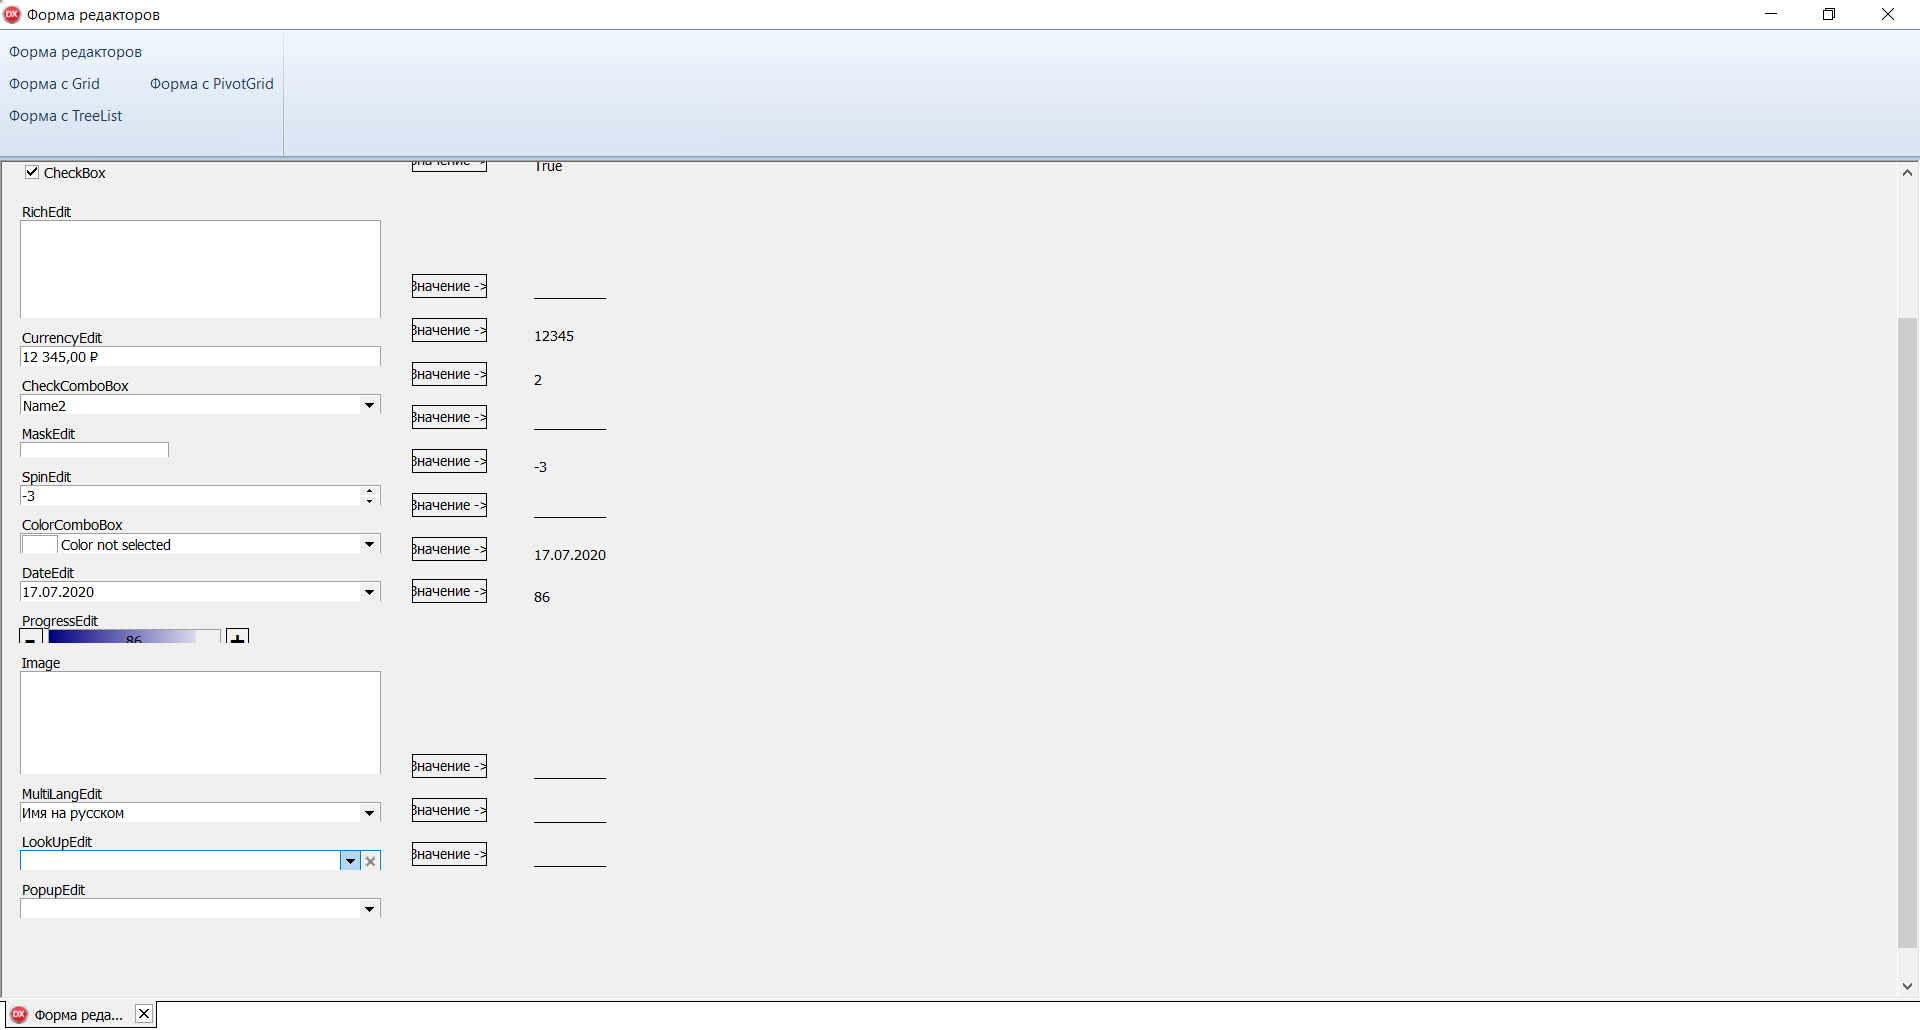 Форма редакторов
Форма редакторов
Форма с Grid
Форма с PivotGrid
Форма с TreeList
Значение ->
True
CheckBox
RichEdit
Значение ->
CurrencyEdit
12 345,00 ₽
Значение ->
12345
CheckComboBox
Name2
Значение ->
2
MaskEdit
Значение ->
SpinEdit
-3
Значение ->
-3
ColorComboBox
Color not selected
Значение ->
DateEdit
17.07.2020
Значение ->
17.07.2020
ProgressEdit
- 86 +
Значение ->
86
Image
Значение ->
MultiLangEdit
Имя на русском
Значение ->
LookUpEdit
Значение ->
PopupEdit
Форма реда...